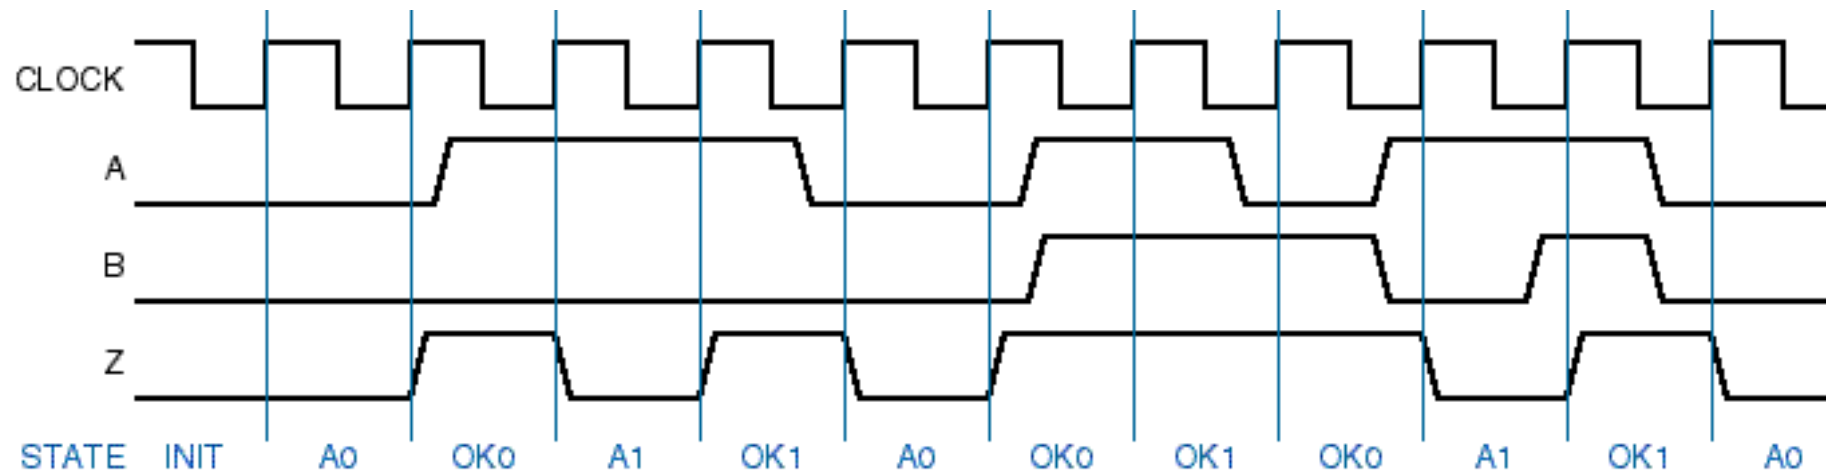 CLOCK
A
B
Z
STATE INIT A0 OK0 A1 OK1 A0 OK0 OK1 OK0 A1 OK1 A0